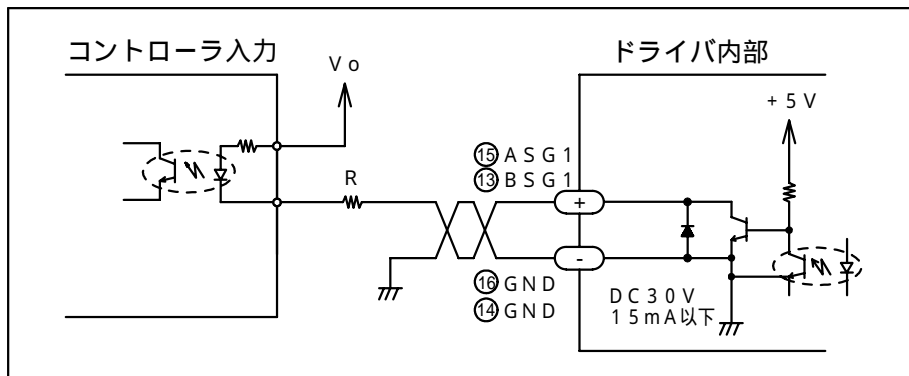 コントローラ入力
Vo
R
ドライバ内部
+5V
⑮ASG1
⑬BSG1
+
-
⑯GND
⑭GND
DC30V
15mA以下